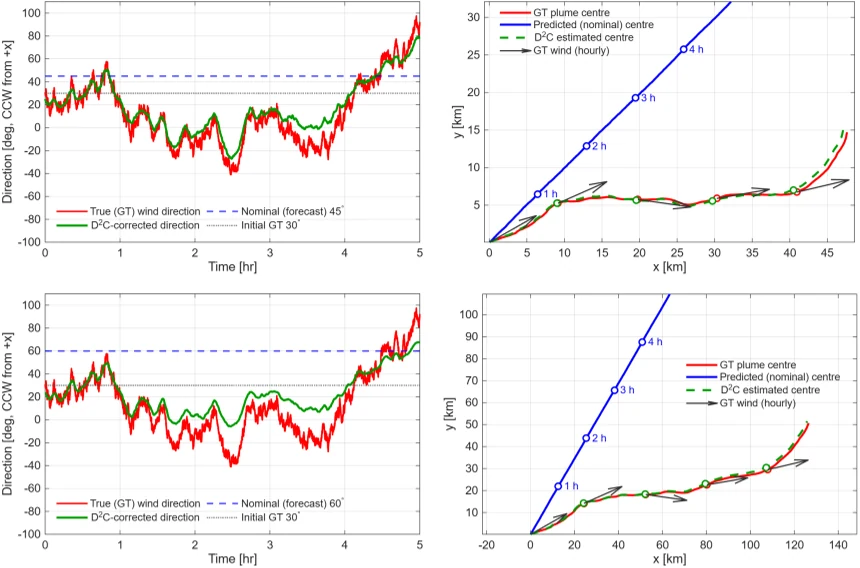 Direction [deg, CCW from +x]
100
80
60
40
20
0
-20
-40
-60
-80
-100
True (GT) wind direction
Nominal (forecast) 45°
D²C-corrected direction
Initial GT 30°
0 1 2 3 4 5
Time [hr]
y [km]
30
25
20
15
10
5
GT plume centre
Predicted (nominal) centre
D²C estimated centre
GT wind (hourly)
4 h
3 h
2 h
1 h
0 5 10 15 20 25 30 35 40 45
x [km]
Direction [deg, CCW from +x]
100
80
60
40
20
0
-20
-40
-60
-80
-100
True (GT) wind direction
Nominal (forecast) 60°
D²C-corrected direction
Initial GT 30°
0 1 2 3 4 5
Time [hr]
y [km]
100
90
80
70
60
50
40
30
20
10
4 h
3 h
2 h
1 h
GT plume centre
Predicted (nominal) centre
D²C estimated centre
GT wind (hourly)
-20 0 20 40 60 80 100 120 140
x [km]